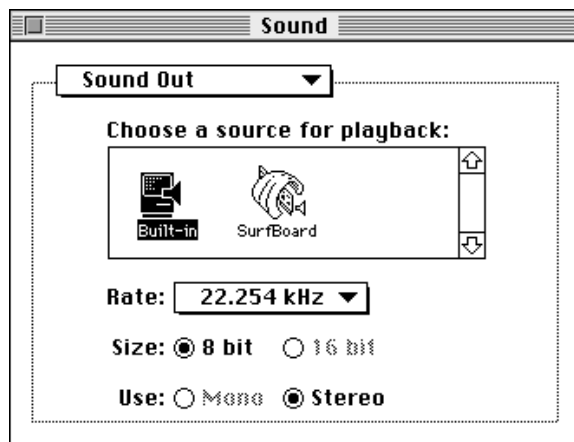 Sound
Sound Out
Choose a source for playback:
Built-in SurfBoard
Rate: 22.254 kHz
Size: 8 bit 16 bit
Use: Mono Stereo